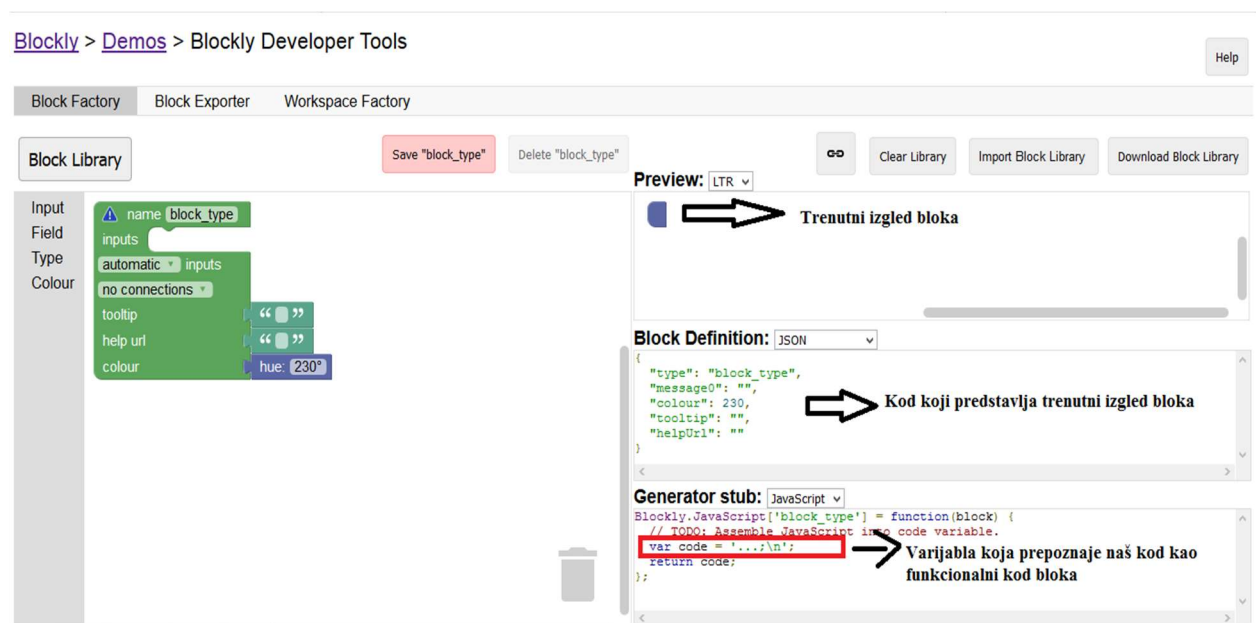 Blockly > Demos > Blockly Developer Tools
Help
Block Factory Block Exporter Workspace Factory
Block Library
Save "block_type"
Delete "block_type"
Clear Library
Import Block Library
Download Block Library
Input
Field
Type
Colour
name block_type
inputs
automatic inputs
no connections
tooltip “ ”
help url “ ”
colour hue: 230°
Preview: LTR
Trenutni izgled bloka
Block Definition: JSON
{
"type": "block_type",
"message0": "",
"colour": 230,
"tooltip": "",
"helpUrl": ""
}
Kod koji predstavlja trenutni izgled bloka
Generator stub: JavaScript
Blockly.JavaScript['block_type'] = function(block) {
// TODO: Assemble JavaScript into code variable.
var code = '...;\n';
return code;
};
Varijabla koja prepoznaje naš kod kao
funkcionalni kod bloka